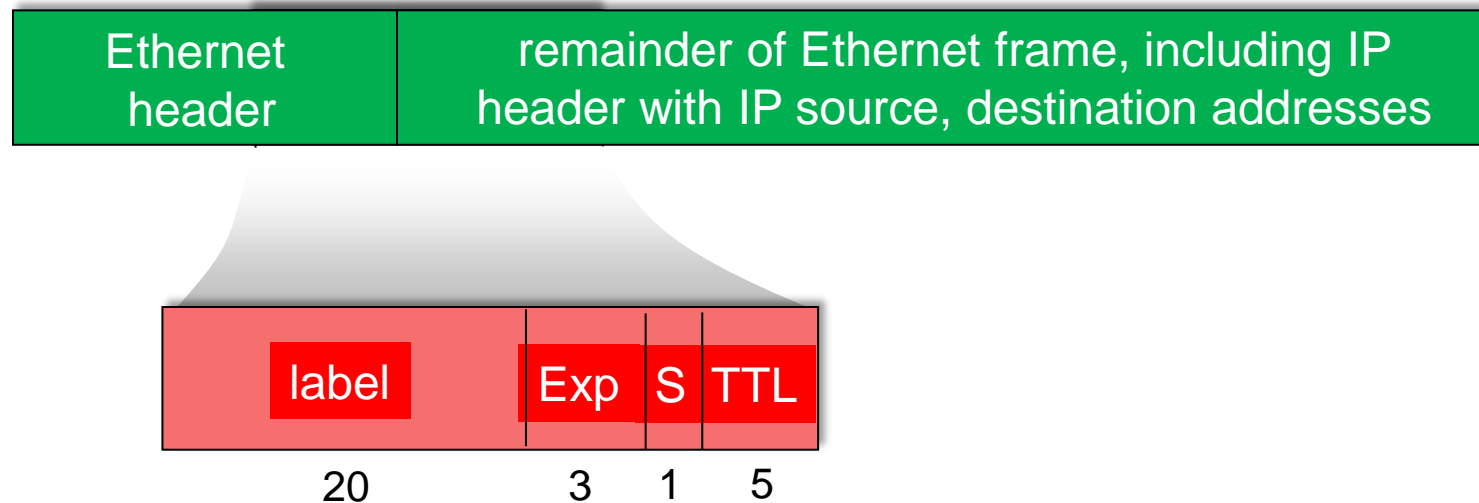 Ethernet
header
remainder of Ethernet frame, including IP
header with IP source, destination addresses
label Exp S TTL
20 3 1 5